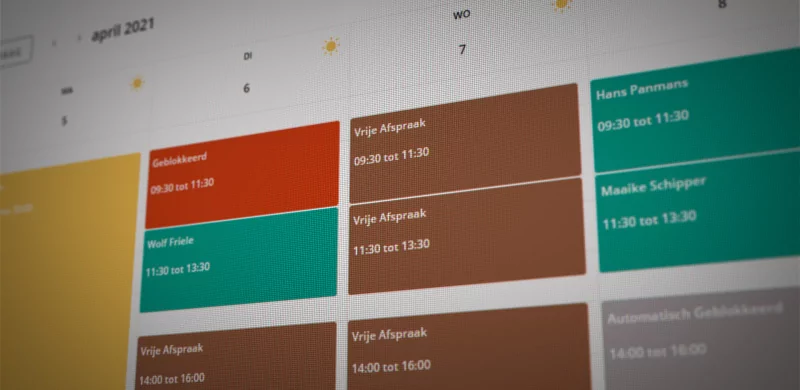 april 2021
MA
5
DI
6
WO
7
8
Geblokkeerd
09:30 tot 11:30
Wolf Friele
11:30 tot 13:30
Vrije Afspraak
14:00 tot 16:00
Vrije Afspraak
09:30 tot 11:30
Vrije Afspraak
11:30 tot 13:30
Vrije Afspraak
14:00 tot 16:00
Hans Panmans
09:30 tot 11:30
Maaike Schipper
11:30 tot 13:30
Automatisch Geblokkeerd
14:00 tot 16:00